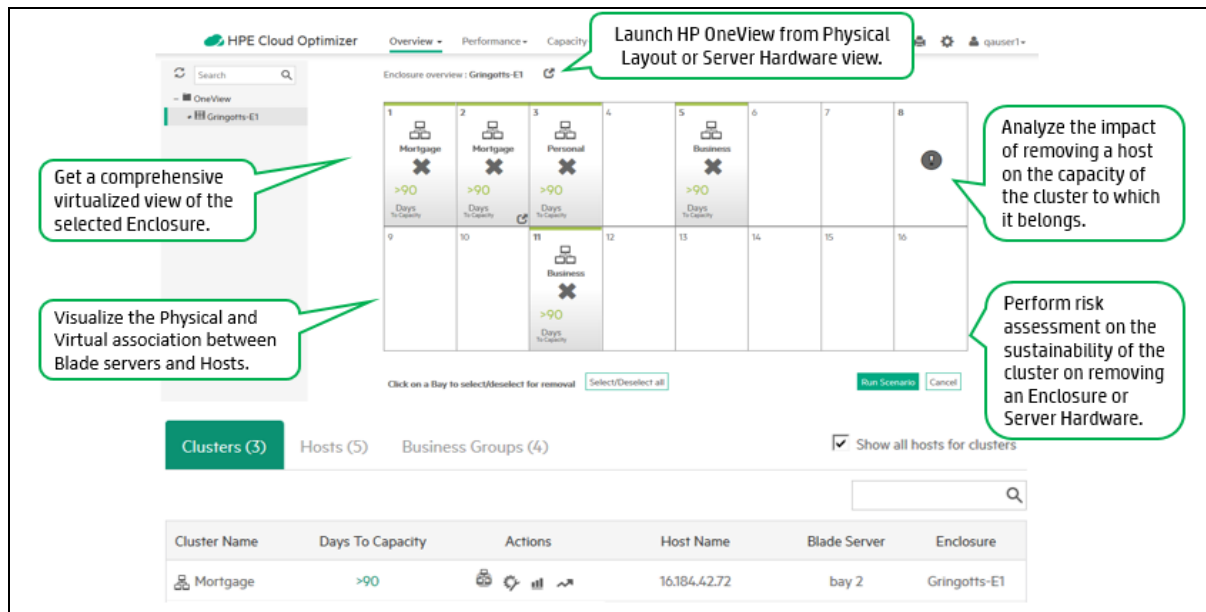 HPE Cloud Optimizer
Overview
Performance
Capacity
Launch HP OneView from Physical
Layout or Server Hardware view.
qauser1
Search
Enclosure overview : Gringotts-E1
OneView
Gringotts-E1
1
2
3
4
5
6
7
8
Mortgage
Mortgage
Personal
Business
>90
>90
>90
>90
Days
To Capacity
Days
To Capacity
Days
To Capacity
Days
To Capacity
Get a comprehensive
virtualized view of the
selected Enclosure.
Analyze the impact
of removing a host
on the capacity of
the cluster to which
it belongs.
9
10
11
12
13
14
15
16
Business
>90
Days
To Capacity
Visualize the Physical and
Virtual association between
Blade servers and Hosts.
Perform risk
assessment on the
sustainability of the
cluster on removing
an Enclosure or
Server Hardware.
Click on a Bay to select/deselect for removal
Select/Deselect all
Run Scenario
Cancel
Clusters (3)
Hosts (5)
Business Groups (4)
Show all hosts for clusters
Cluster Name
Days To Capacity
Actions
Host Name
Blade Server
Enclosure
Mortgage
>90
16.184.42.72
bay 2
Gringotts-E1